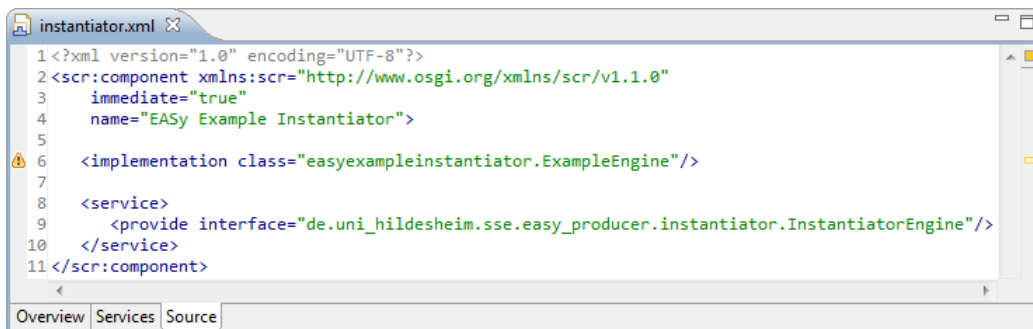 instantiator.xml
1 <?xml version="1.0" encoding="UTF-8"?>
2 <scr:component xmlns:scr="http://www.osgi.org/xmlns/scr/v1.1.0"
3     immediate="true"
4     name="EASy Example Instantiator">
5
6    <implementation class="easyexampleinstantiator.ExampleEngine"/>
7
8    <service>
9       <provide interface="de.uni_hildesheim.sse.easy_producer.instantiator.InstantiatorEngine"/>
10    </service>
11 </scr:component>
Overview Services Source